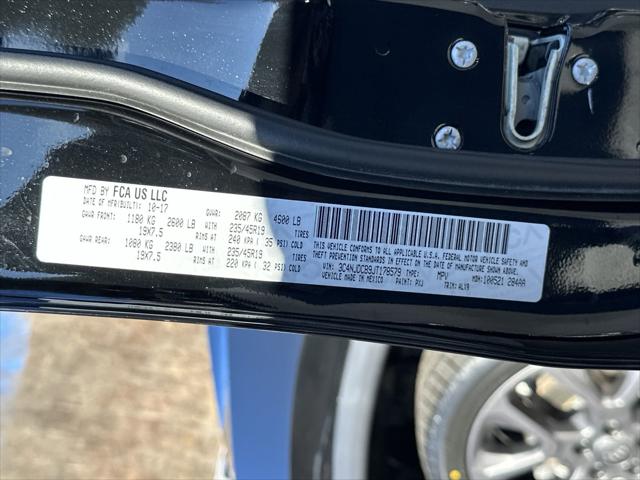 MFD BY FCA US LLC
DATE OF MFR(BUILT): 10-17 GVWR: 2087 KG 4600 LB
GAWR FRONT: 1180 KG 2600 LB 235/45R19 TIRES
19X7.5 RIMS AT 240 KPA ( 35 PSI) COLD
GAWR REAR: 1080 KG 2380 LB 235/45R19 TIRES
19X7.5 RIMS AT 220 KPA ( 32 PSI) COLD
THIS VEHICLE CONFORMS TO ALL APPLICABLE U.S.A. FEDERAL MOTOR VEHICLE SAFETY AND
THEFT PREVENTION STANDARDS IN EFFECT ON THE DATE OF MANUFACTURE SHOWN ABOVE.
VIN: 3C4NJDCB9JT178579 TYPE: MPV MDH: 100521 284AA
VEHICLE MADE IN MEXICO PAINT: PXJ TRIM: ALX9